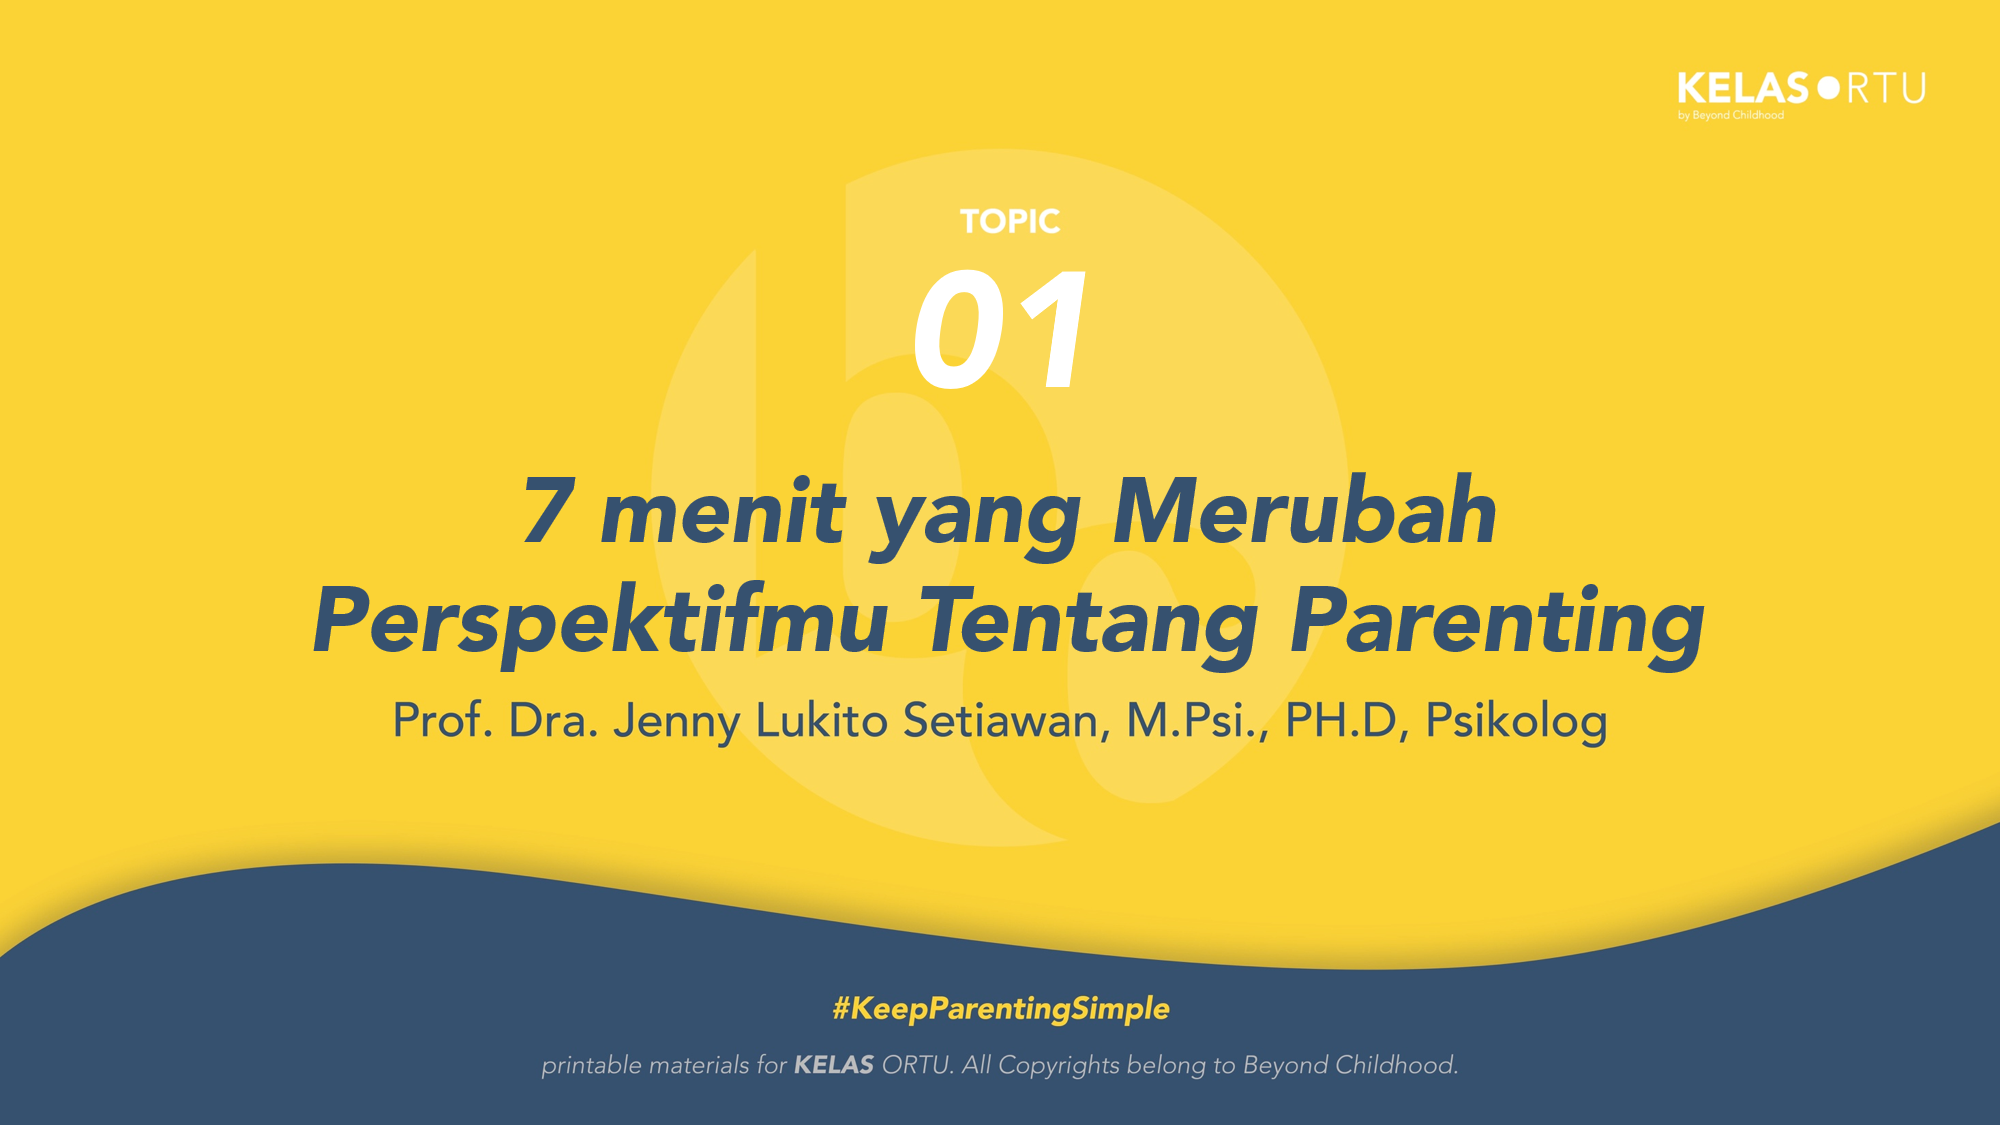 KELAS ORTU
by Beyond Childhood
TOPIC
01
7 menit yang Merubah
Perspektifmu Tentang Parenting
Prof. Dra. Jenny Lukito Setiawan, M.Psi., PH.D, Psikolog
#KeepParentingSimple
printable materials for KELAS ORTU. All Copyrights belong to Beyond Childhood.